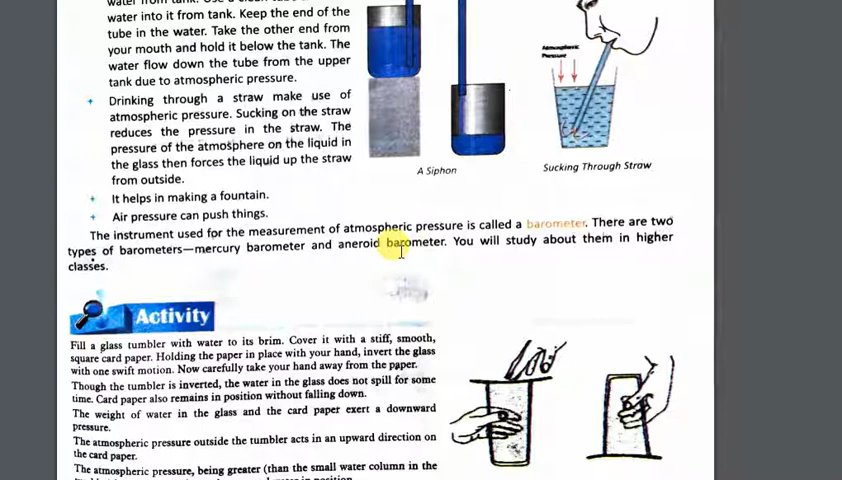 water into it from tank. Keep the end of the
tube in the water. Take the other end from
your mouth and hold it below the tank. The
water flow down the tube from the upper
tank due to atmospheric pressure.
+ Drinking through a straw make use of
atmospheric pressure. Sucking on the straw
reduces the pressure in the straw. The
pressure of the atmosphere on the liquid in
the glass then forces the liquid up the straw
from outside.
+ It helps in making a fountain.
+ Air pressure can push things.
Atmospheric
Pressure
A Siphon
Sucking Through Straw
The instrument used for the measurement of atmospheric pressure is called a barometer. There are two
types of barometers—mercury barometer and aneroid barometer. You will study about them in higher
classes.
Activity
Fill a glass tumbler with water to its brim. Cover it with a stiff, smooth,
square card paper. Holding the paper in place with your hand, invert the glass
with one swift motion. Now carefully take your hand away from the paper.
Though the tumbler is inverted, the water in the glass does not spill for some
time. Card paper also remains in position without falling down.
The weight of water in the glass and the card paper exert a downward
pressure.
The atmospheric pressure outside the tumbler acts in an upward direction on
the card paper.
The atmospheric pressure, being greater (than the small water column in the